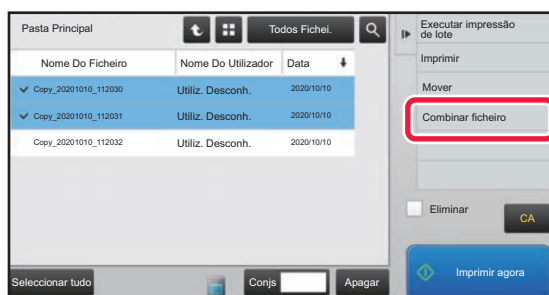 Pasta Principal
Todos Fichei.
Nome Do Ficheiro
Nome Do Utilizador
Data
Copy_20201010_112030
Utiliz. Desconh.
2020/10/10
Copy_20201010_112031
Utiliz. Desconh.
2020/10/10
Copy_20201010_112032
Utiliz. Desconh.
2020/10/10
Seleccionar tudo
Conjs
Apagar
Executar impressão
de lote
Imprimir
Mover
Combinar ficheiro
Eliminar
CA
Imprimir agora